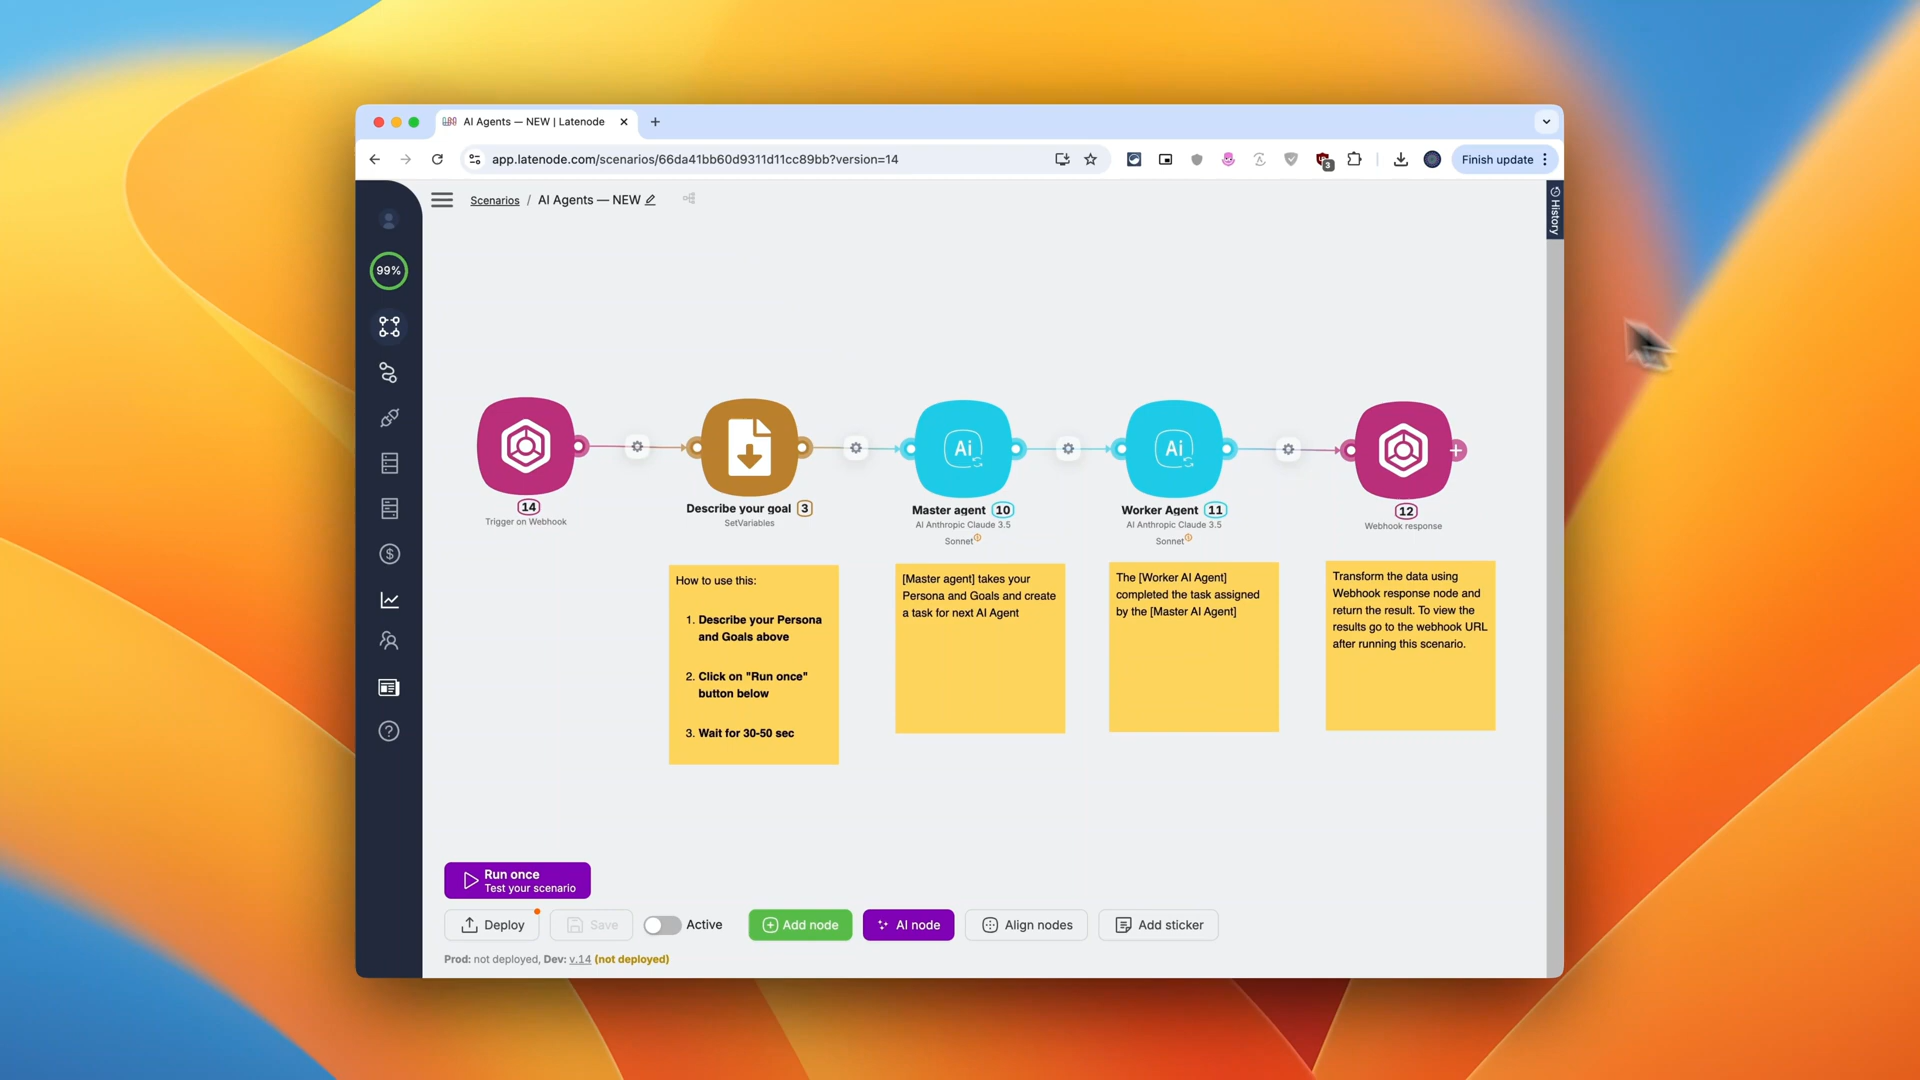 AI Agents — NEW | Latenode
app.latenode.com/scenarios/66da41bb60d9311d11cc89bb?version=14
3
Finish update
Scenarios / AI Agents — NEW
History
99%
14
Trigger on Webhook
Describe your goal 3
SetVariables
Ai
Master agent 10
AI Anthropic Claude 3.5
Sonnet
Ai
Worker Agent 11
AI Anthropic Claude 3.5
Sonnet
12
Webhook response
How to use this:
1. Describe your Persona
and Goals above
2. Click on "Run once"
button below
3. Wait for 30-50 sec
[Master agent] takes your
Persona and Goals and create
a task for next AI Agent
The [Worker AI Agent]
completed the task assigned
by the [Master AI Agent]
Transform the data using
Webhook response node and
return the result. To view the
results go to the webhook URL
after running this scenario.
Run once
Test your scenario
Deploy
Save
Active
Add node
AI node
Align nodes
Add sticker
Prod: not deployed, Dev: v.14 (not deployed)